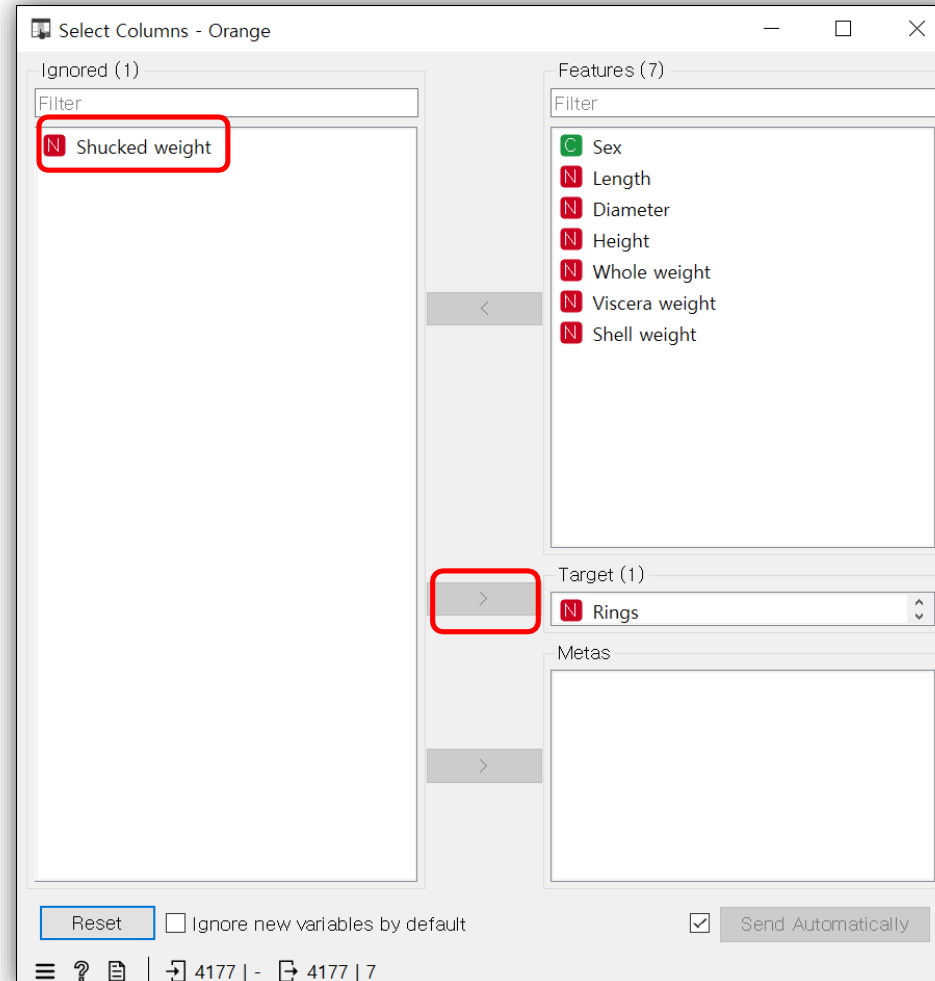 Select Columns - Orange
Ignored (1)
Filter
N Shucked weight
Features (7)
Filter
C Sex
N Length
N Diameter
N Height
N Whole weight
N Viscera weight
N Shell weight
<
>
Target (1)
N Rings
Metas
>
Reset
Ignore new variables by default
Send Automatically
4177 | -
4177 | 7